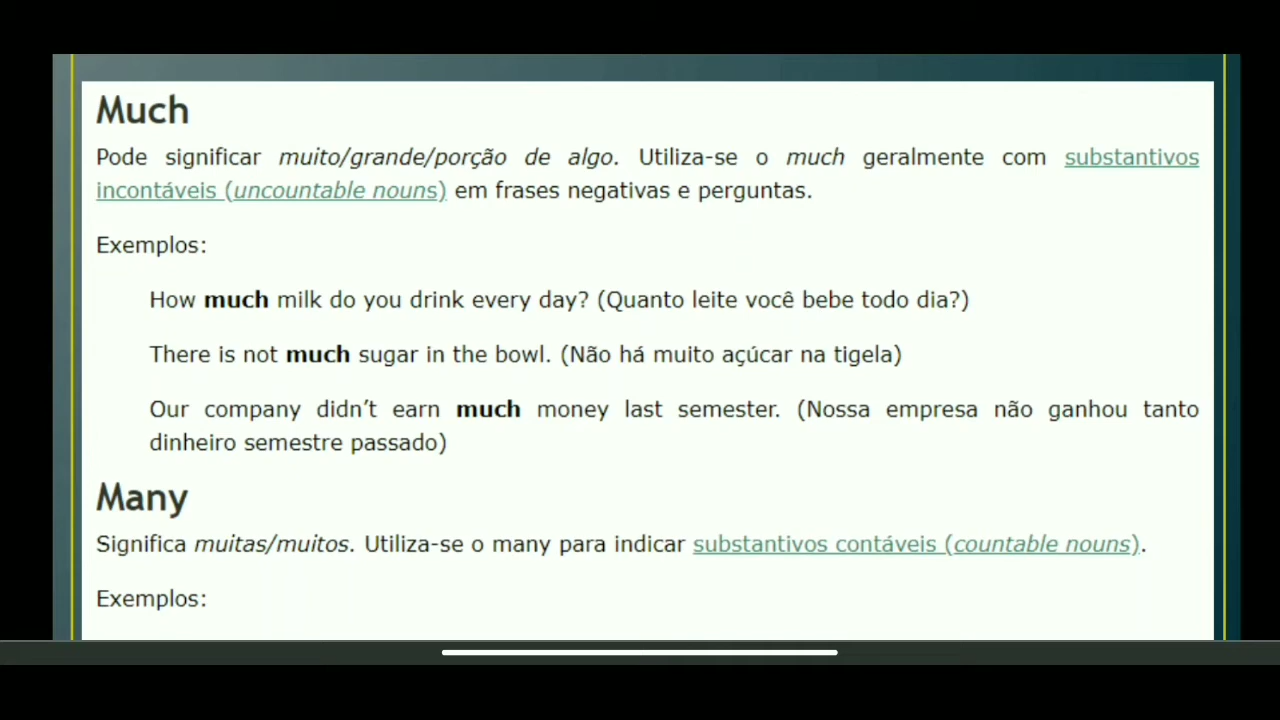 Much
Pode significar muito/grande/porção de algo. Utiliza-se o much geralmente com substantivos
incontáveis (uncountable nouns) em frases negativas e perguntas.
Exemplos:
How much milk do you drink every day? (Quanto leite você bebe todo dia?)
There is not much sugar in the bowl. (Não há muito açúcar na tigela)
Our company didn’t earn much money last semester. (Nossa empresa não ganhou tanto
dinheiro semestre passado)
Many
Significa muitas/muitos. Utiliza-se o many para indicar substantivos contáveis (countable nouns).
Exemplos: